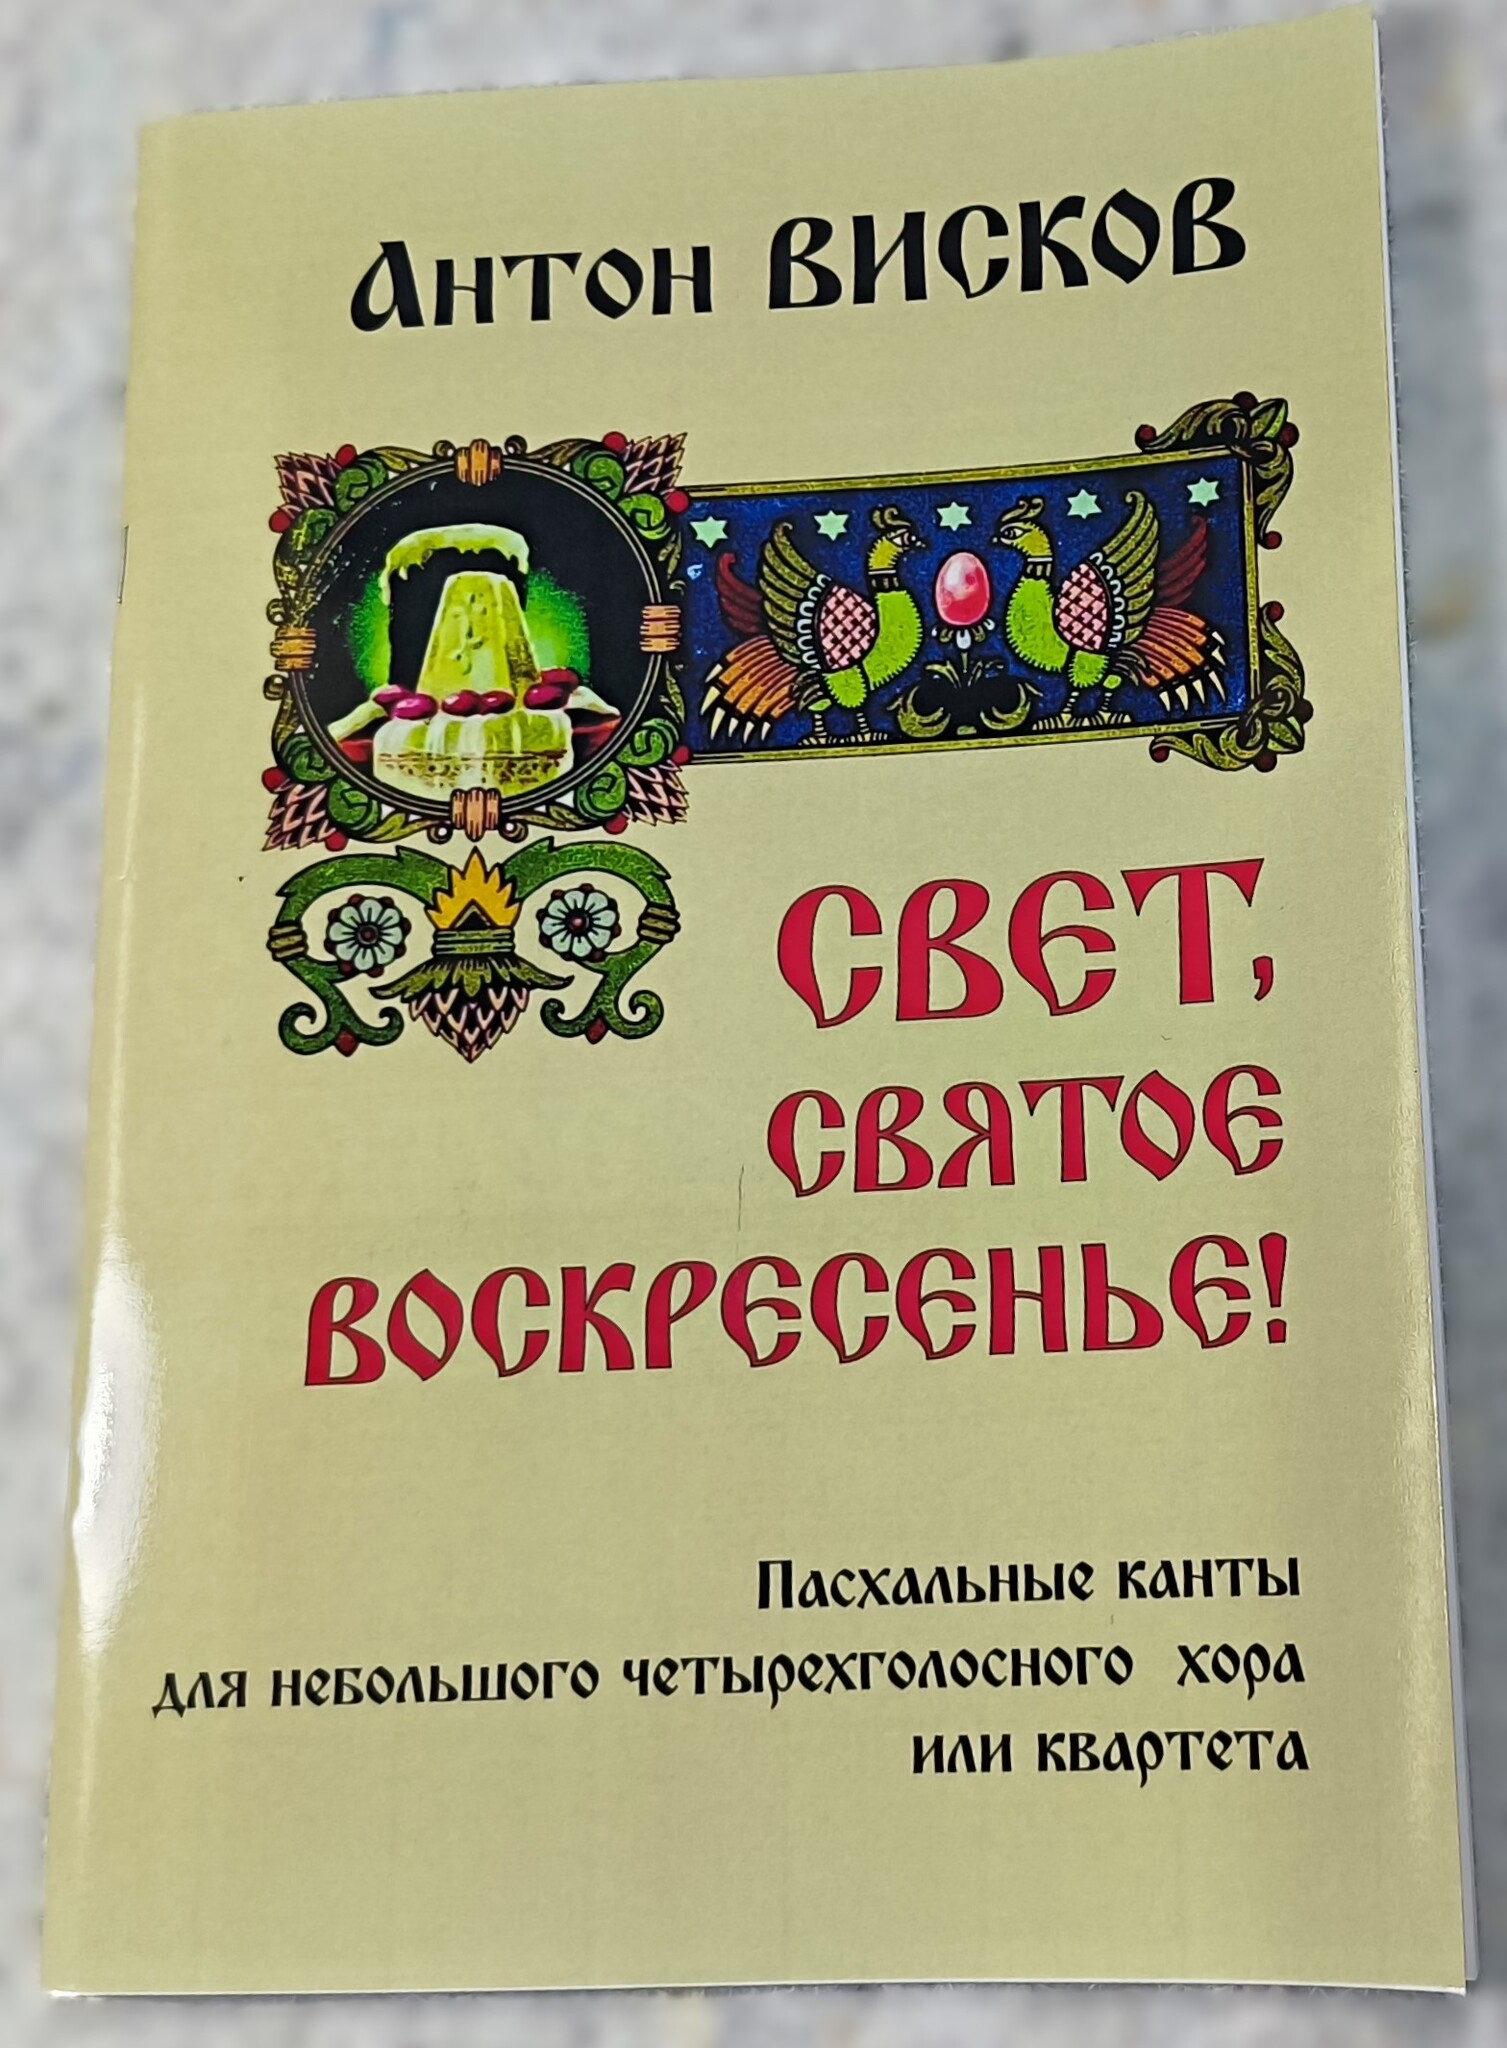 Антон ВИСКОВ
СВЕТ,
СВЯТОЕ
ВОСКРЕСЕНЬЕ!
Пасхальные канты
для небольшого четырехголосного хора
или квартета